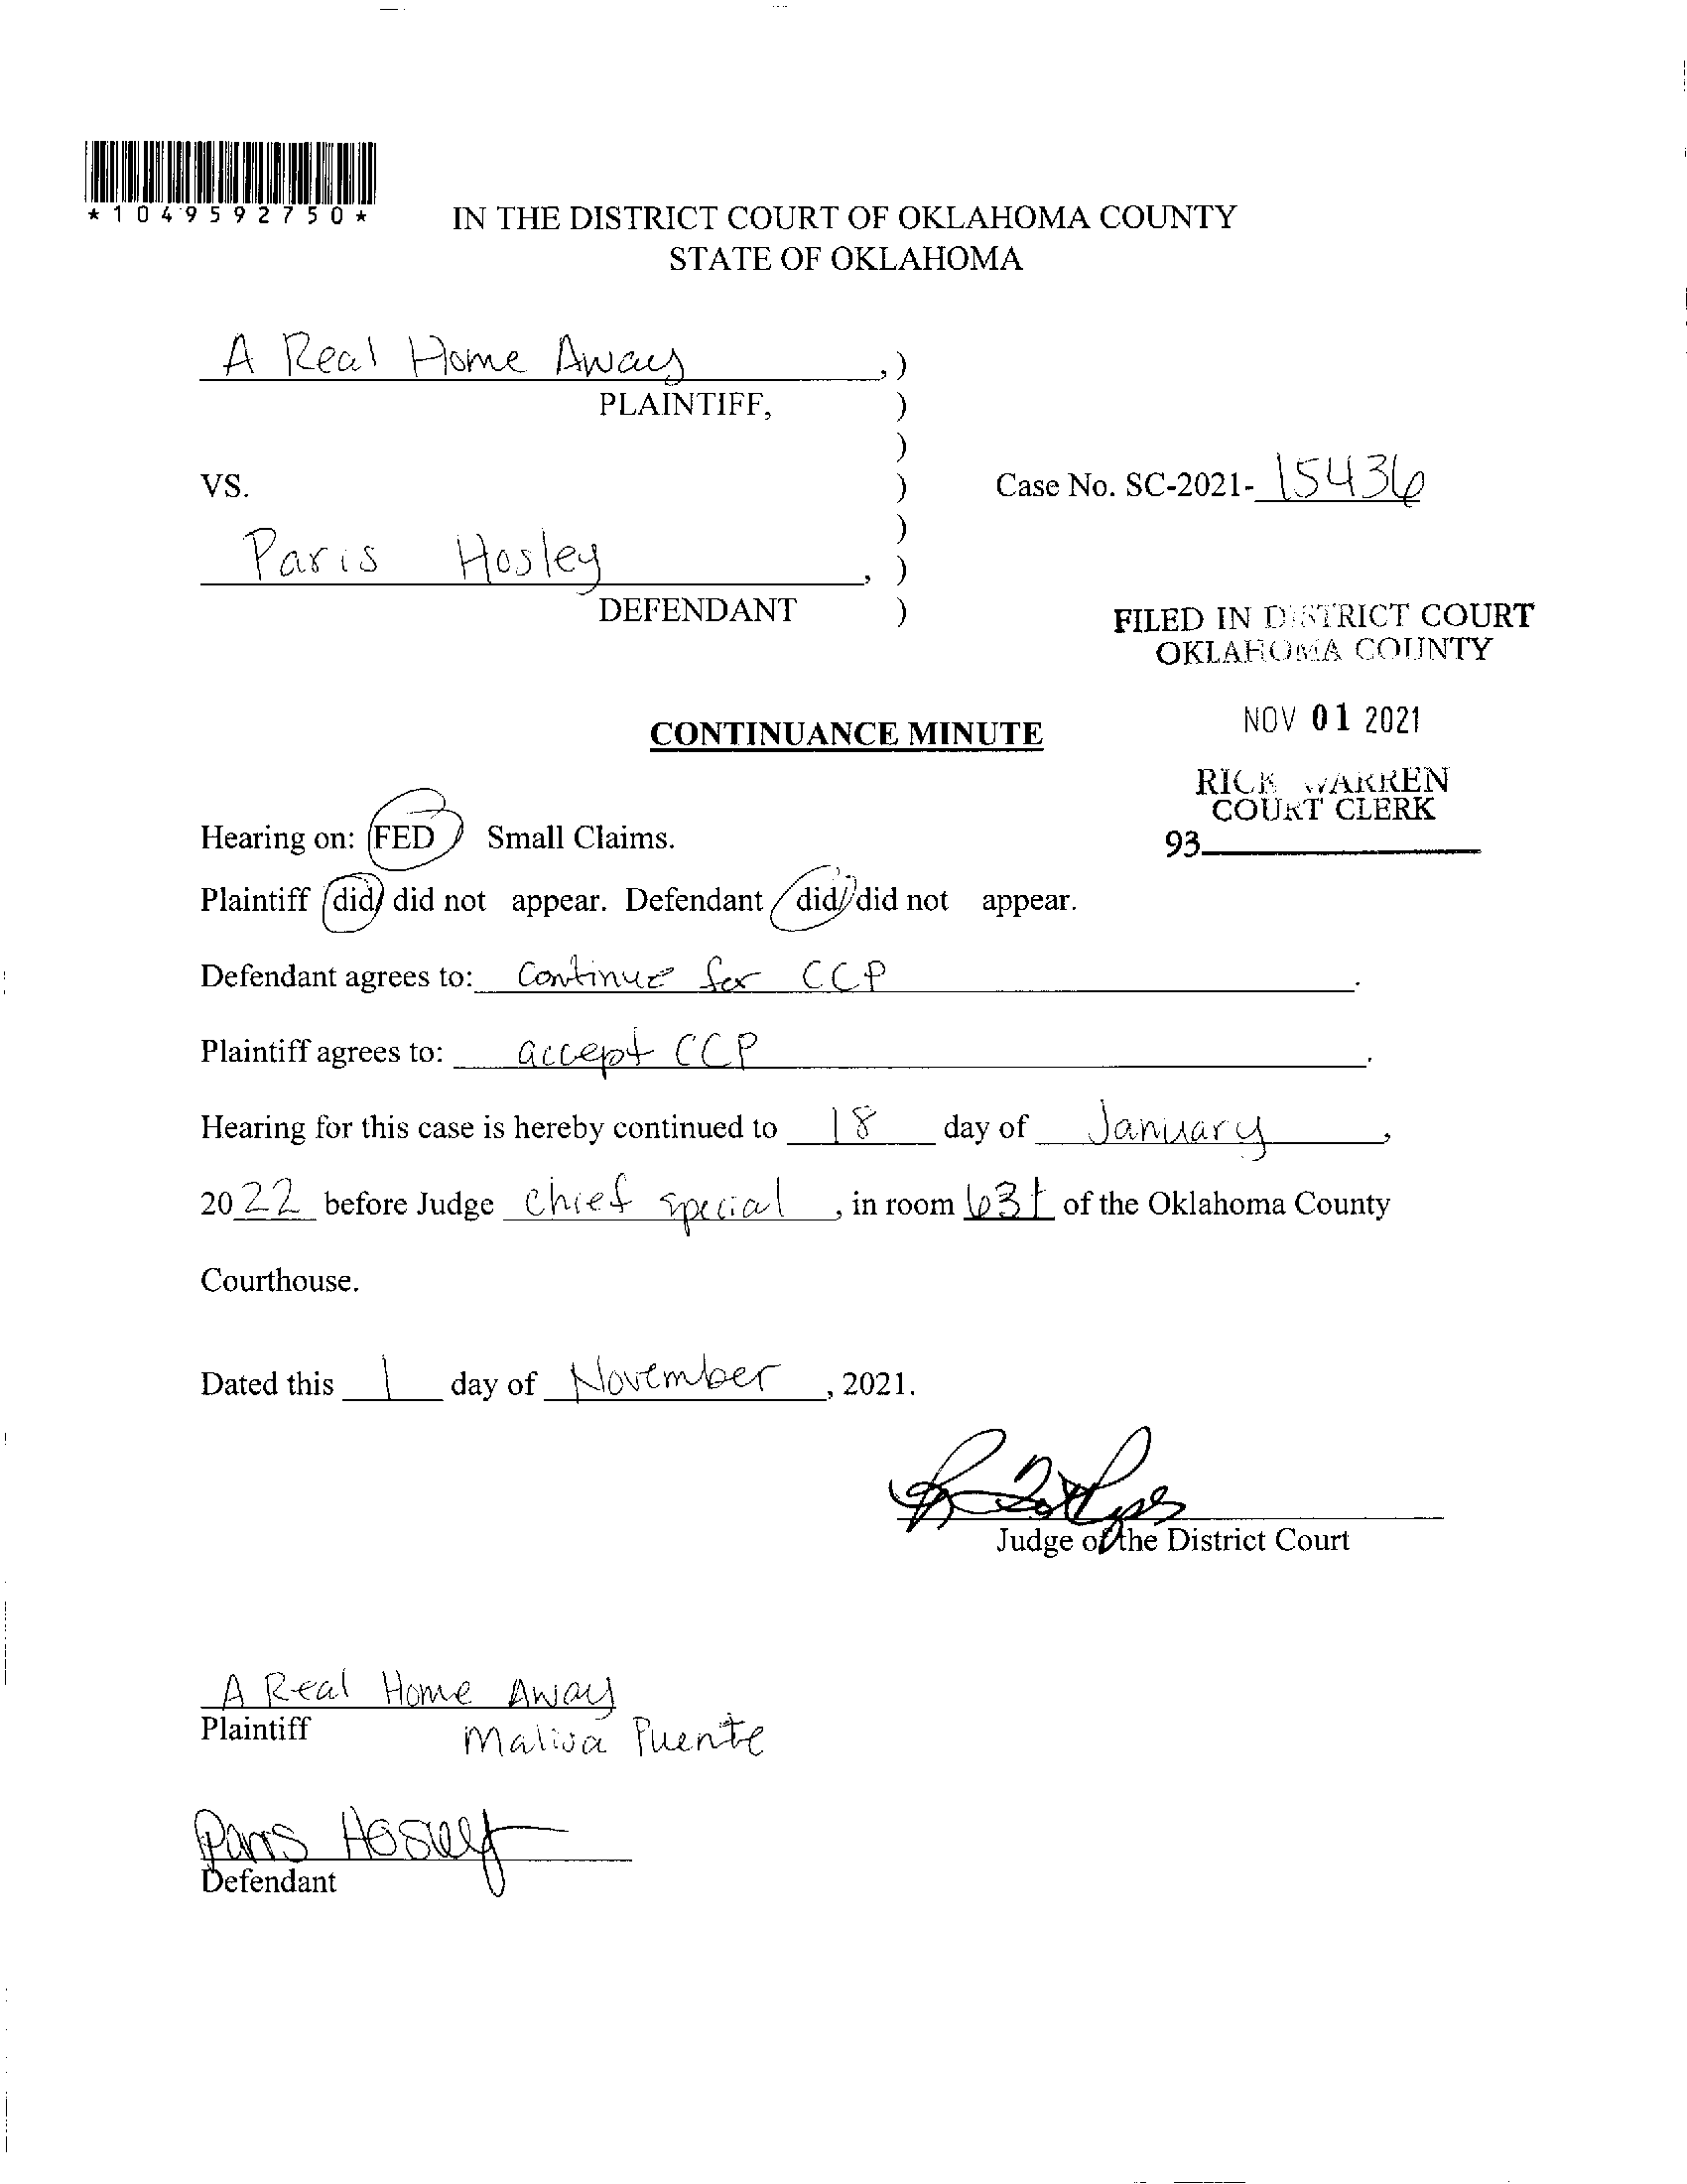 *1049592750*
IN THE DISTRICT COURT OF OKLAHOMA COUNTY
STATE OF OKLAHOMA
A Real Home Away ,)
PLAINTIFF, )
)
VS. ) Case No. SC-2021- 15436
)
Paris Hosley , )
DEFENDANT )
FILED IN DISTRICT COURT
OKLAHOMA COUNTY
NOV 01 2021
CONTINUANCE MINUTE
RICK WARREN
COURT CLERK
93
Hearing on: FED Small Claims.
Plaintiff did/ did not appear. Defendant did/ did not appear.
Defendant agrees to: Continue for CCP .
Plaintiff agrees to: accept CCP .
Hearing for this case is hereby continued to 18 day of January ,
2022 before Judge chief special , in room of the Oklahoma County
Courthouse.
Dated this 1 day of November , 2021.
Judge of the District Court
A Real Home Away
Plaintiff
Puente
Paris Hosley
Defendant